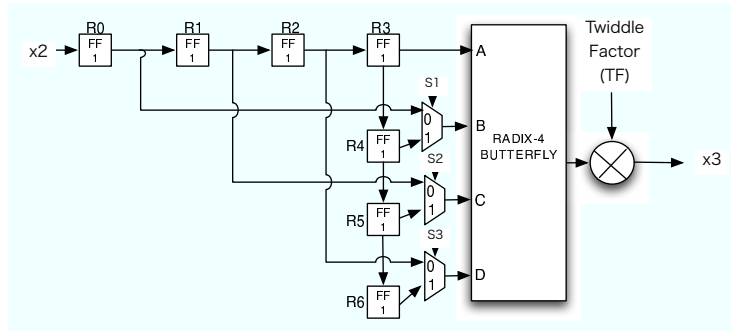 R0 R1 R2 R3
x2 FF 1 FF 1 FF 1 FF 1 A
Twiddle
Factor
(TF)
S1
0
1
B
R4 FF 1
RADIX-4
BUTTERFLY
x3
S2
0
1
C
R5 FF 1
S3
0
1
D
R6 FF 1